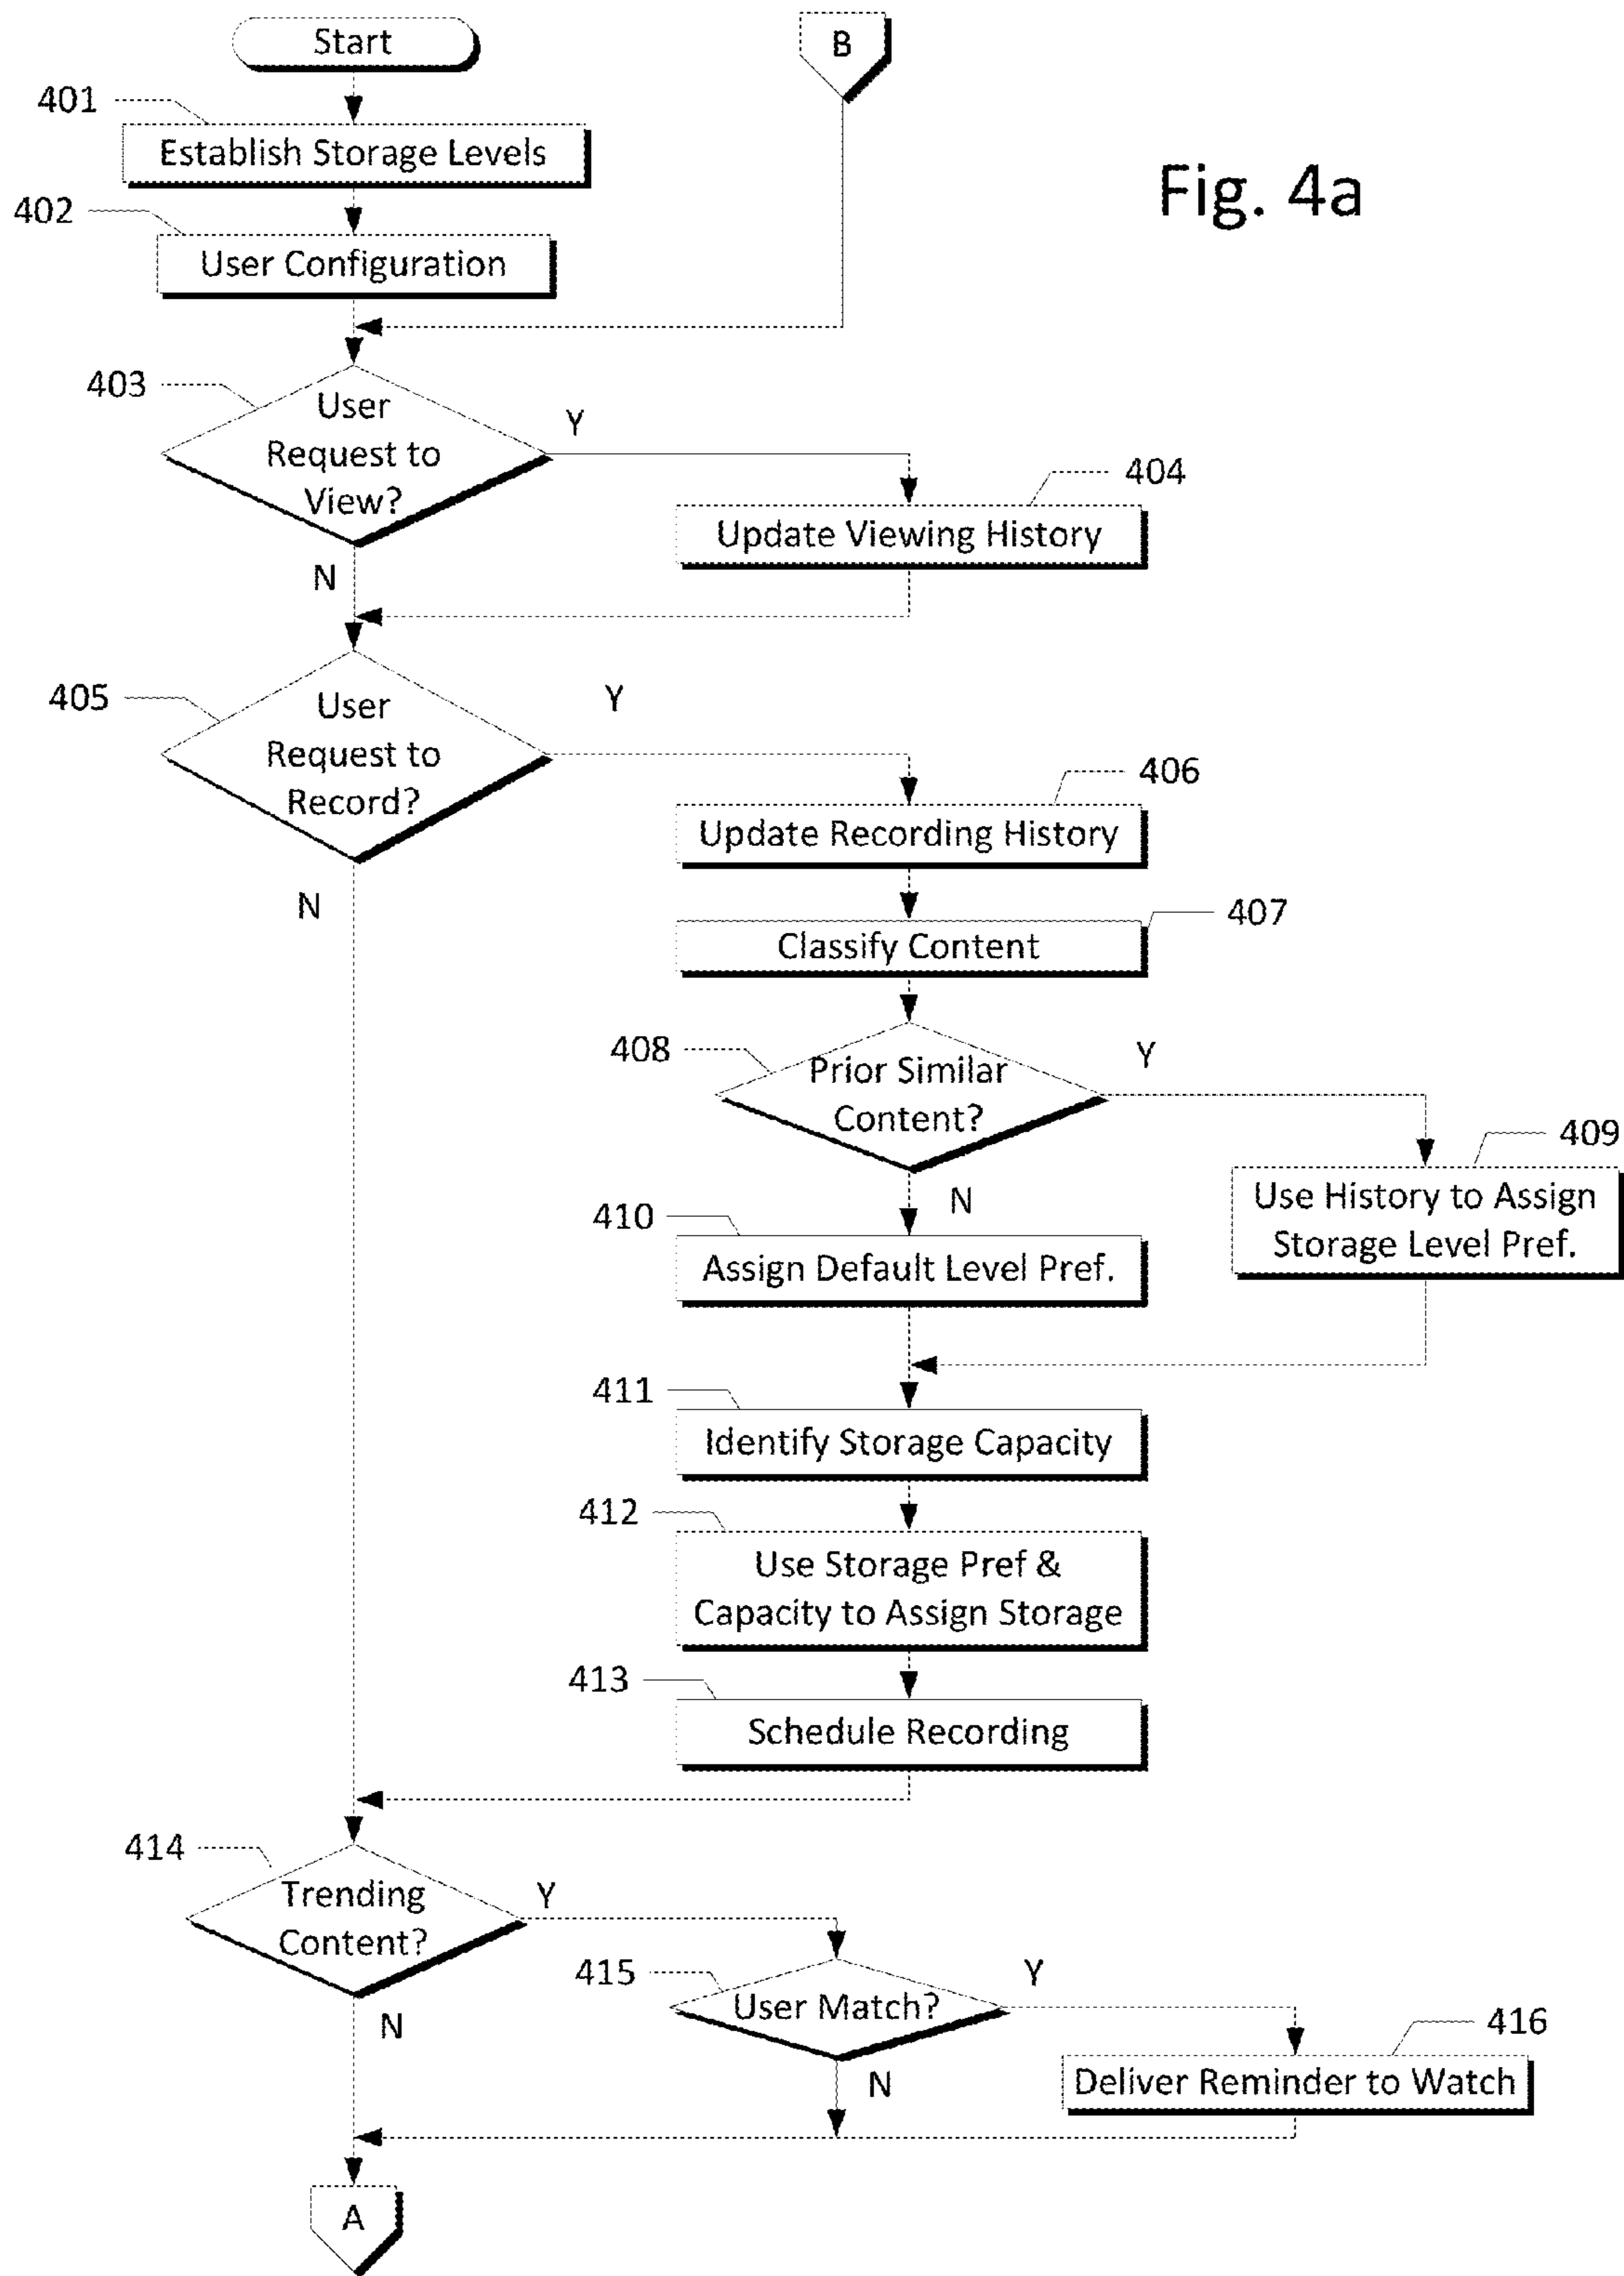 Start
B
401
Establish Storage Levels
Fig. 4a
402
User Configuration
403
User
Request to
View?
Y
404
Update Viewing History
N
405
User
Request to
Record?
Y
406
Update Recording History
N
407
Classify Content
408
Prior Similar
Content?
Y
409
Use History to Assign
Storage Level Pref.
N
410
Assign Default Level Pref.
411
Identify Storage Capacity
412
Use Storage Pref &
Capacity to Assign Storage
413
Schedule Recording
414
Trending
Content?
Y
415
User Match?
Y
N
416
Deliver Reminder to Watch
N
A